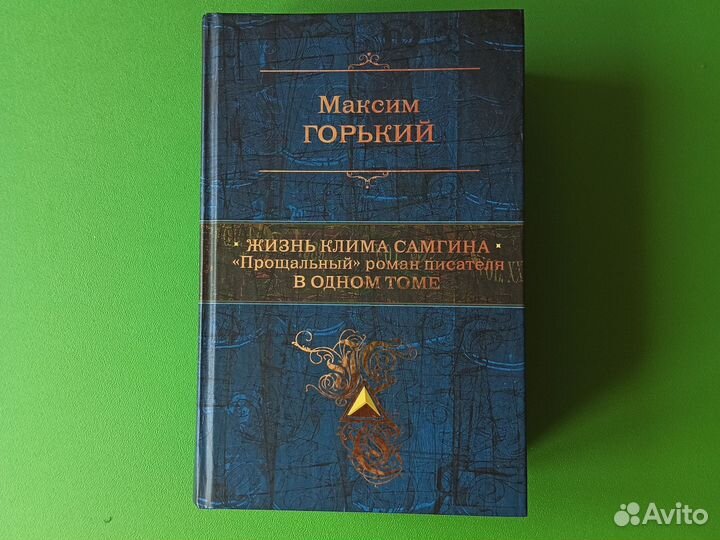 Максим
ГОРЬКИЙ
ЖИЗНЬ КЛИМА САМГИНА
«Прощальный» роман писателя
В ОДНОМ ТОМЕ
Avito